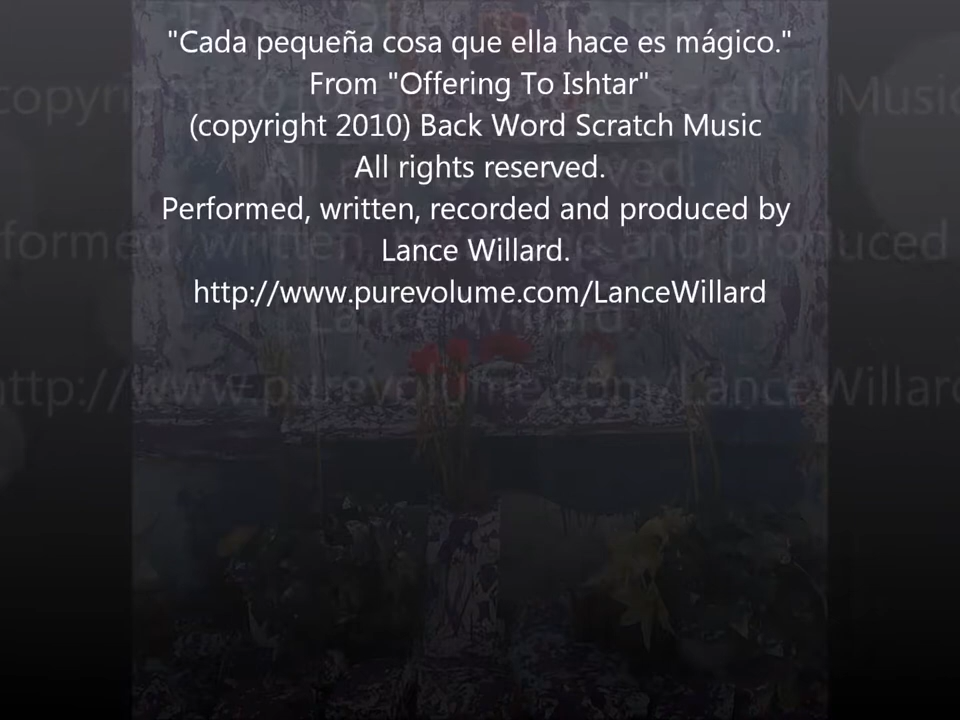 "Cada pequeña cosa que ella hace es mágico."
From "Offering To Ishtar"
(copyright 2010) Back Word Scratch Music
All rights reserved.
Performed, written, recorded and produced by
Lance Willard.
http://www.purevolume.com/LanceWillard